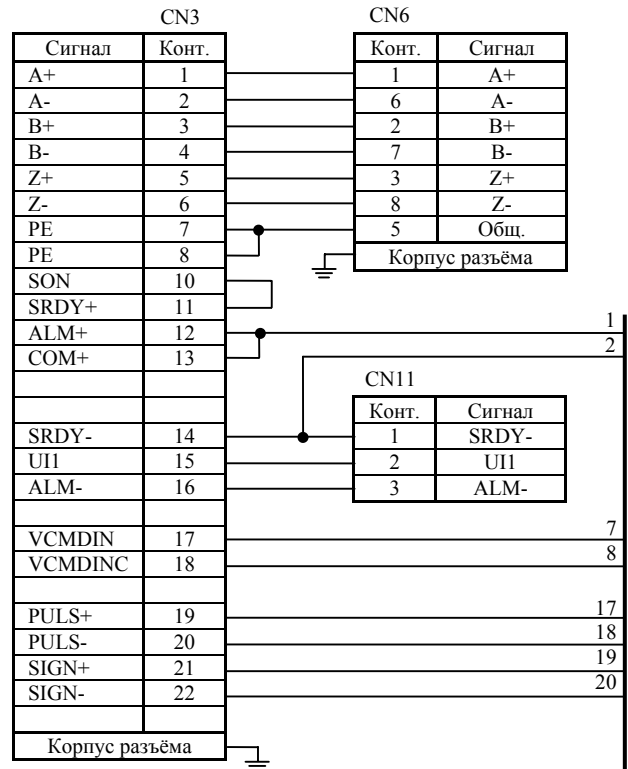 CN3
Сигнал Конт.
A+ 1
A- 2
B+ 3
B- 4
Z+ 5
Z- 6
PE 7
PE 8
SON 10
SRDY+ 11
ALM+ 12
COM+ 13
SRDY- 14
UI1 15
ALM- 16
VCMDIN 17
VCMDINC 18
PULS+ 19
PULS- 20
SIGN+ 21
SIGN- 22
Корпус разъёма
CN6
Конт. Сигнал
1 A+
6 A-
2 B+
7 B-
3 Z+
8 Z-
5 Общ.
Корпус разъёма
1
2
CN11
Конт. Сигнал
1 SRDY-
2 UI1
3 ALM-
7
8
17
18
19
20